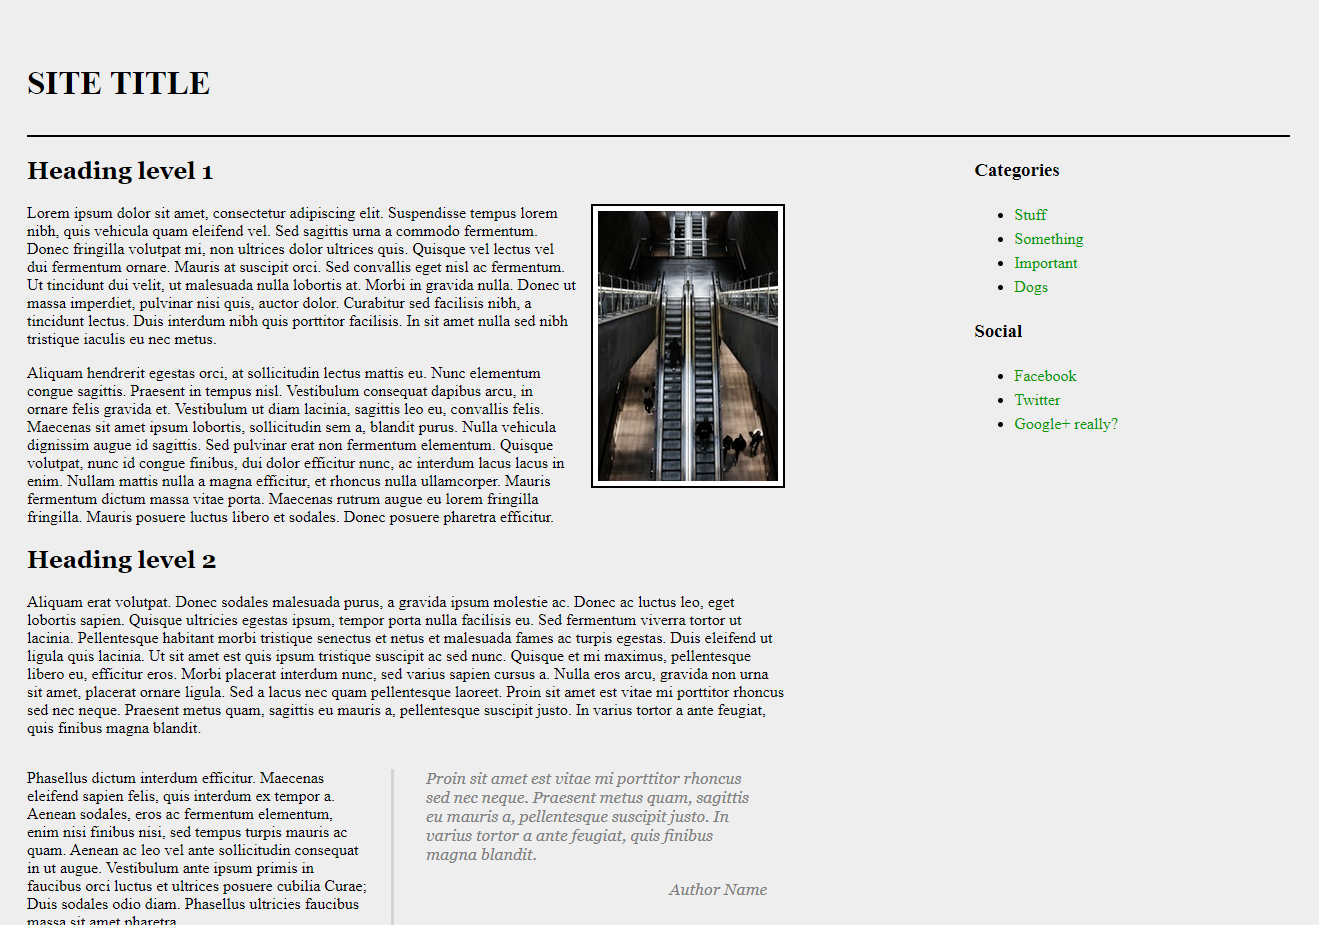 SITE TITLE
Heading level 1
Lorem ipsum dolor sit amet, consectetur adipiscing elit. Suspendisse tempus lorem
nibh, quis vehicula quam eleifend vel. Sed sagittis urna a commodo fermentum.
Donec fringilla volutpat mi, non ultrices dolor ultrices quis. Quisque vel lectus vel
dui fermentum ornare. Mauris at suscipit orci. Sed convallis eget nisl ac fermentum.
Ut tincidunt dui velit, ut malesuada nulla lobortis at. Morbi in gravida nulla. Donec ut
massa imperdiet, pulvinar nisi quis, auctor dolor. Curabitur sed facilisis nibh, a
tincidunt lectus. Duis interdum nibh quis porttitor facilisis. In sit amet nulla sed nibh
tristique iaculis eu nec metus.
Aliquam hendrerit egestas orci, at sollicitudin lectus mattis eu. Nunc elementum
congue sagittis. Praesent in tempus nisl. Vestibulum consequat dapibus arcu, in
ornare felis gravida et. Vestibulum ut diam lacinia, sagittis leo eu, convallis felis.
Maecenas sit amet ipsum lobortis, sollicitudin sem a, blandit purus. Nulla vehicula
dignissim augue id sagittis. Sed pulvinar erat non fermentum elementum. Quisque
volutpat, nunc id congue finibus, dui dolor efficitur nunc, ac interdum lacus lacus in
enim. Nullam mattis nulla a magna efficitur, et rhoncus nulla ullamcorper. Mauris
fermentum dictum massa vitae porta. Maecenas rutrum augue eu lorem fringilla
fringilla. Mauris posuere luctus libero et sodales. Donec posuere pharetra efficitur.
Heading level 2
Aliquam erat volutpat. Donec sodales malesuada purus, a gravida ipsum molestie ac. Donec ac luctus leo, eget
lobortis sapien. Quisque ultricies egestas ipsum, tempor porta nulla facilisis eu. Sed fermentum viverra tortor ut
lacinia. Pellentesque habitant morbi tristique senectus et netus et malesuada fames ac turpis egestas. Duis eleifend ut
ligula quis lacinia. Ut sit amet est quis ipsum tristique suscipit ac sed nunc. Quisque et mi maximus, pellentesque
libero eu, efficitur eros. Morbi placerat interdum nunc, sed varius sapien cursus a. Nulla eros arcu, gravida non urna
sit amet, placerat ornare ligula. Sed a lacus nec quam pellentesque laoreet. Proin sit amet est vitae mi porttitor rhoncus
sed nec neque. Praesent metus quam, sagittis eu mauris a, pellentesque suscipit justo. In varius tortor a ante feugiat,
quis finibus magna blandit.
Phasellus dictum interdum efficitur. Maecenas
eleifend sapien felis, quis interdum ex tempor a.
Aenean sodales, eros ac fermentum elementum,
enim nisi finibus nisi, sed tempus turpis mauris ac
quam. Aenean ac leo vel ante sollicitudin consequat
in ut augue. Vestibulum ante ipsum primis in
faucibus orci luctus et ultrices posuere cubilia Curae;
Duis sodales odio diam. Phasellus ultricies faucibus
massa sit amet pharetra.
Proin sit amet est vitae mi porttitor rhoncus
sed nec neque. Praesent metus quam, sagittis
eu mauris a, pellentesque suscipit justo. In
varius tortor a ante feugiat, quis finibus
magna blandit.
Author Name
Categories
Stuff
Something
Important
Dogs
Social
Facebook
Twitter
Google+ really?